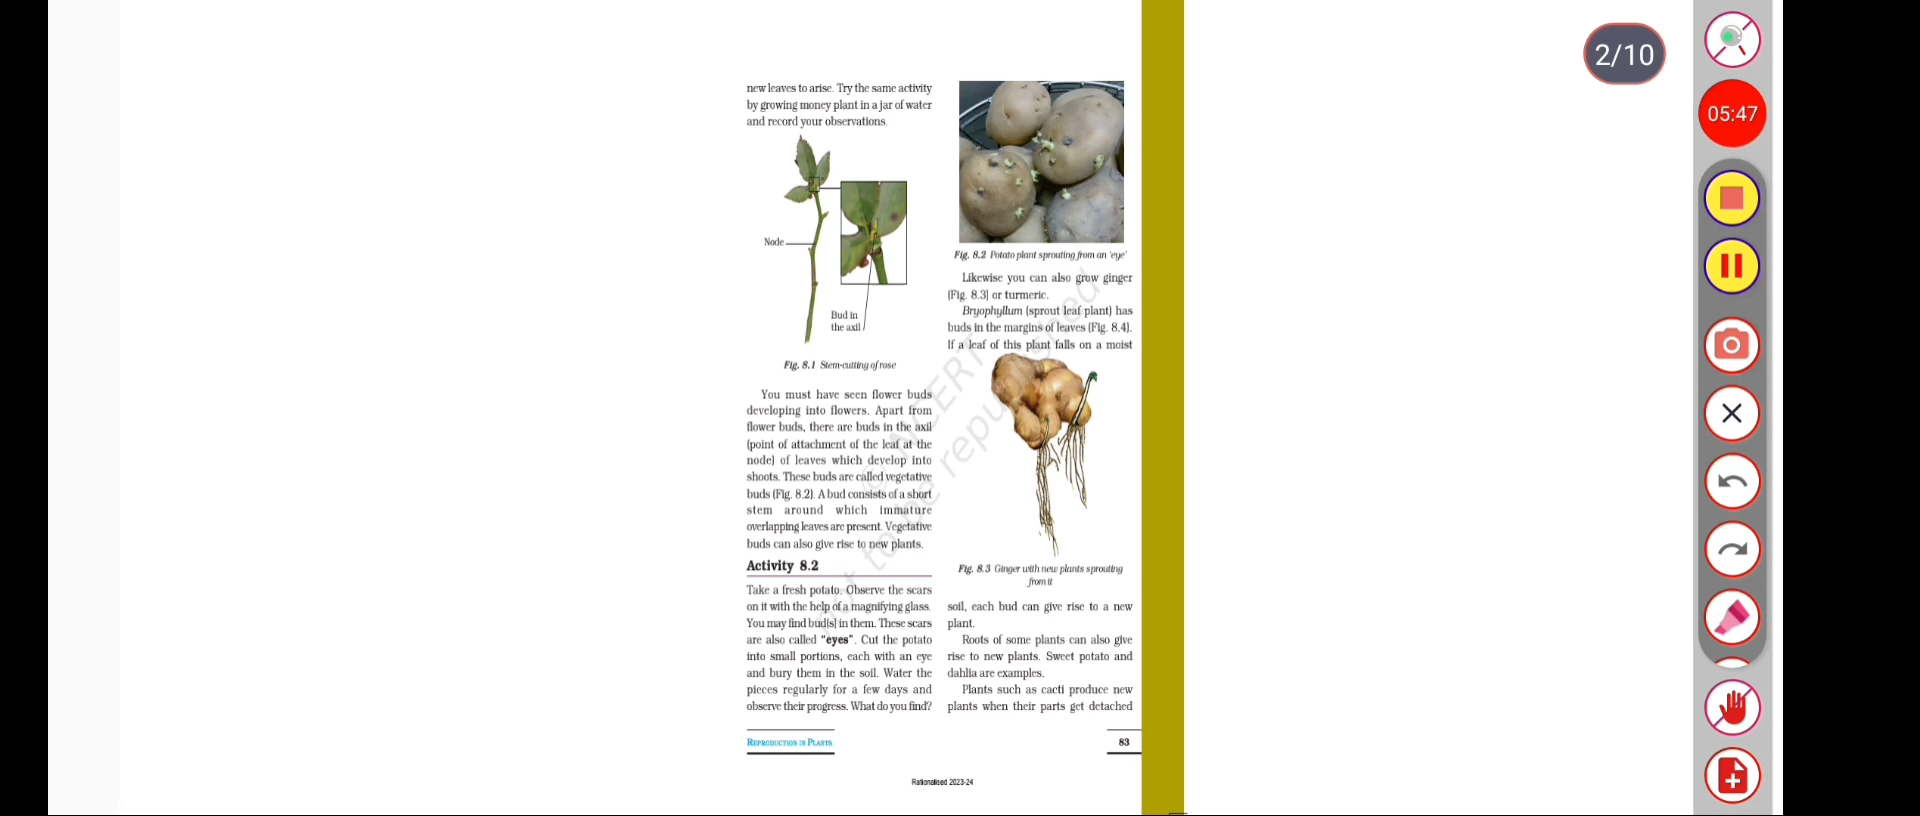 2/10
05:47
new leaves to arise. Try the same activity
by growing money plant in a jar of water
and record your observations.
Node
Bud in
the axil
Fig. 8.1 Stem-cutting of rose
You must have seen flower buds
developing into flowers. Apart from
flower buds, there are buds in the axil
(point of attachment of the leaf at the
node) of leaves which develop into
shoots. These buds are called vegetative
buds (Fig. 8.2). A bud consists of a short
stem around which immature
overlapping leaves are present. Vegetative
buds can also give rise to new plants.
Activity 8.2
Take a fresh potato. Observe the scars
on it with the help of a magnifying glass.
You may find bud(s) in them. These scars
are also called “eyes”. Cut the potato
into small portions, each with an eye
and bury them in the soil. Water the
pieces regularly for a few days and
observe their progress. What do you find?
Fig. 8.2 Potato plant sprouting from an ‘eye’
Likewise you can also grow ginger
(Fig. 8.3) or turmeric.
Bryophyllum (sprout leaf plant) has
buds in the margins of leaves (Fig. 8.4).
If a leaf of this plant falls on a moist
Fig. 8.3 Ginger with new plants sprouting
from it
soil, each bud can give rise to a new
plant.
Roots of some plants can also give
rise to new plants. Sweet potato and
dahlia are examples.
Plants such as cacti produce new
plants when their parts get detached
© NCERT
not to be republished
REPRODUCTION IN PLANTS
83
Rationalised 2023-24